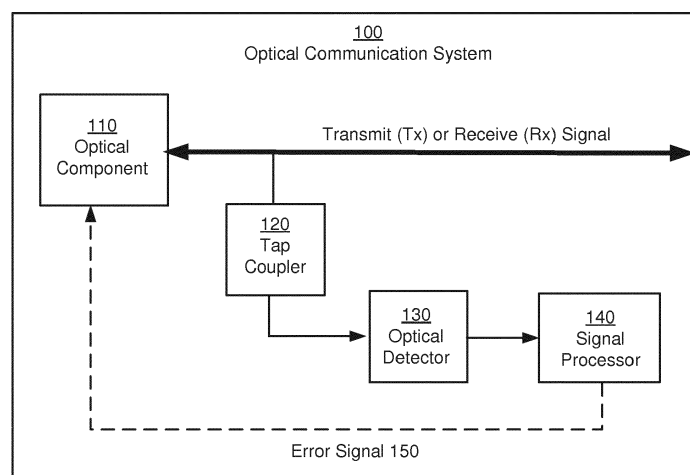 100
Optical Communication System
110
Optical
Component
Transmit (Tx) or Receive (Rx) Signal
120
Tap
Coupler
130
Optical
Detector
140
Signal
Processor
Error Signal 150